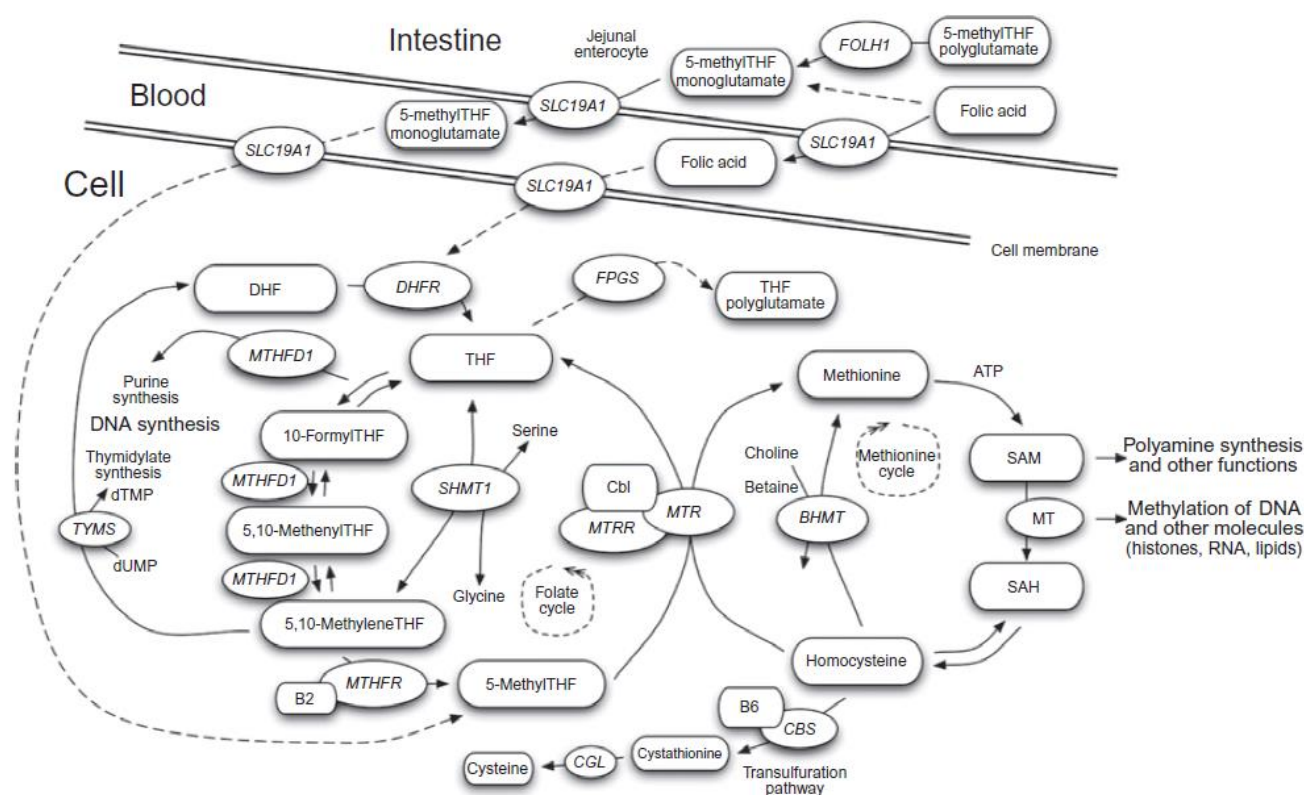 Intestine
Jejunal
enterocyte
5-methylTHF
monoglutamate
FOLH1
5-methylTHF
polyglutamate
Blood
5-methylTHF
monoglutamate
SLC19A1
Folic acid
SLC19A1
Folic acid
SLC19A1
Cell
SLC19A1
Cell membrane
DHF
DHFR
FPGS
THF
polyglutamate
MTHFD1
THF
Purine
synthesis
DNA synthesis
Thymidylate
synthesis
dTMP
TYMS
dUMP
10-FormylTHF
MTHFD1
5,10-MethenylTHF
MTHFD1
5,10-MethyleneTHF
Serine
SHMT1
Glycine
Folate
cycle
Cbl
MTRR
MTR
Methionine
ATP
Choline
Betaine
BHMT
Methionine
cycle
SAM
Polyamine synthesis
and other functions
MT
Methylation of DNA
and other molecules
(histones, RNA, lipids)
SAH
Homocysteine
B2
MTHFR
5-MethylTHF
B6
CBS
Cystathionine
CGL
Cysteine
Transulfuration
pathway